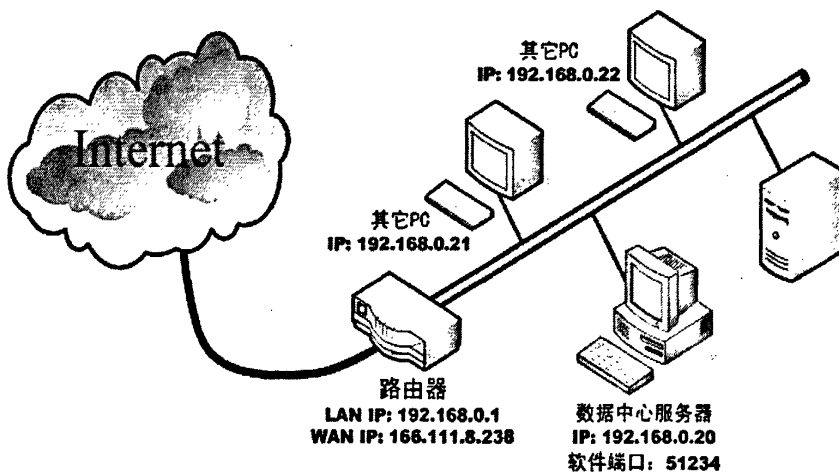 其它PC
IP: 192.168.0.22
Internet
其它PC
IP: 192.168.0.21
路由器
LAN IP: 192.168.0.1
WAN IP: 166.111.8.238
数据中心服务器
IP: 192.168.0.20
软件端口: 51234